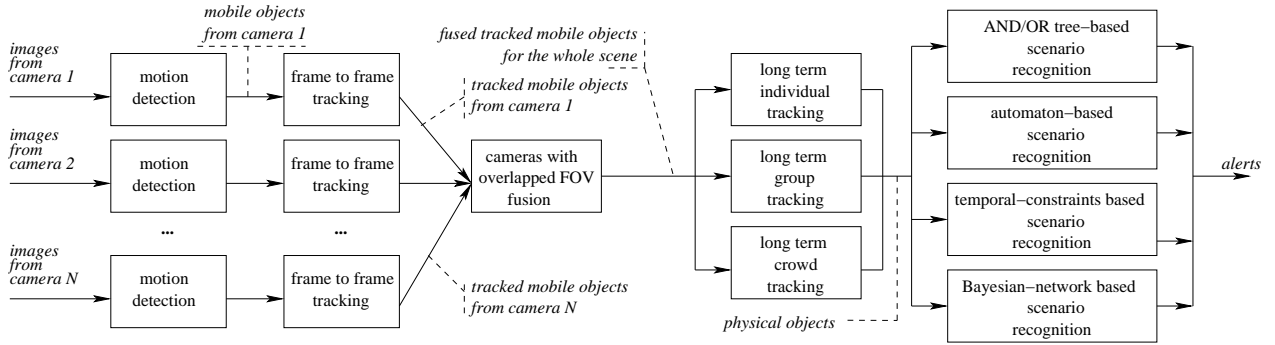 mobile objects
from camera 1
images
from
camera 1
motion
detection
frame to frame
tracking
images
from
camera 2
motion
detection
frame to frame
tracking
...
...
images
from
camera N
motion
detection
frame to frame
tracking
fused tracked mobile objects
for the whole scene
tracked mobile objects
from camera 1
cameras with
overlapped FOV
fusion
tracked mobile objects
from camera N
long term
individual
tracking
long term
group
tracking
long term
crowd
tracking
physical objects
AND/OR tree-based
scenario
recognition
automaton-based
scenario
recognition
temporal-constraints based
scenario
recognition
Bayesian-network based
scenario
recognition
alerts